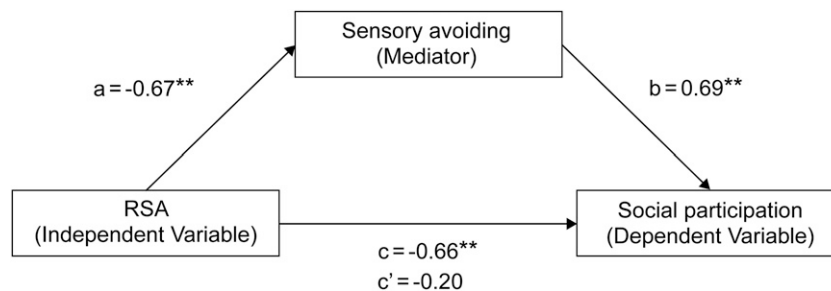 Sensory avoiding
(Mediator)
a = -0.67**
b = 0.69**
RSA
(Independent Variable)
Social participation
(Dependent Variable)
c = -0.66**
c’ = -0.20